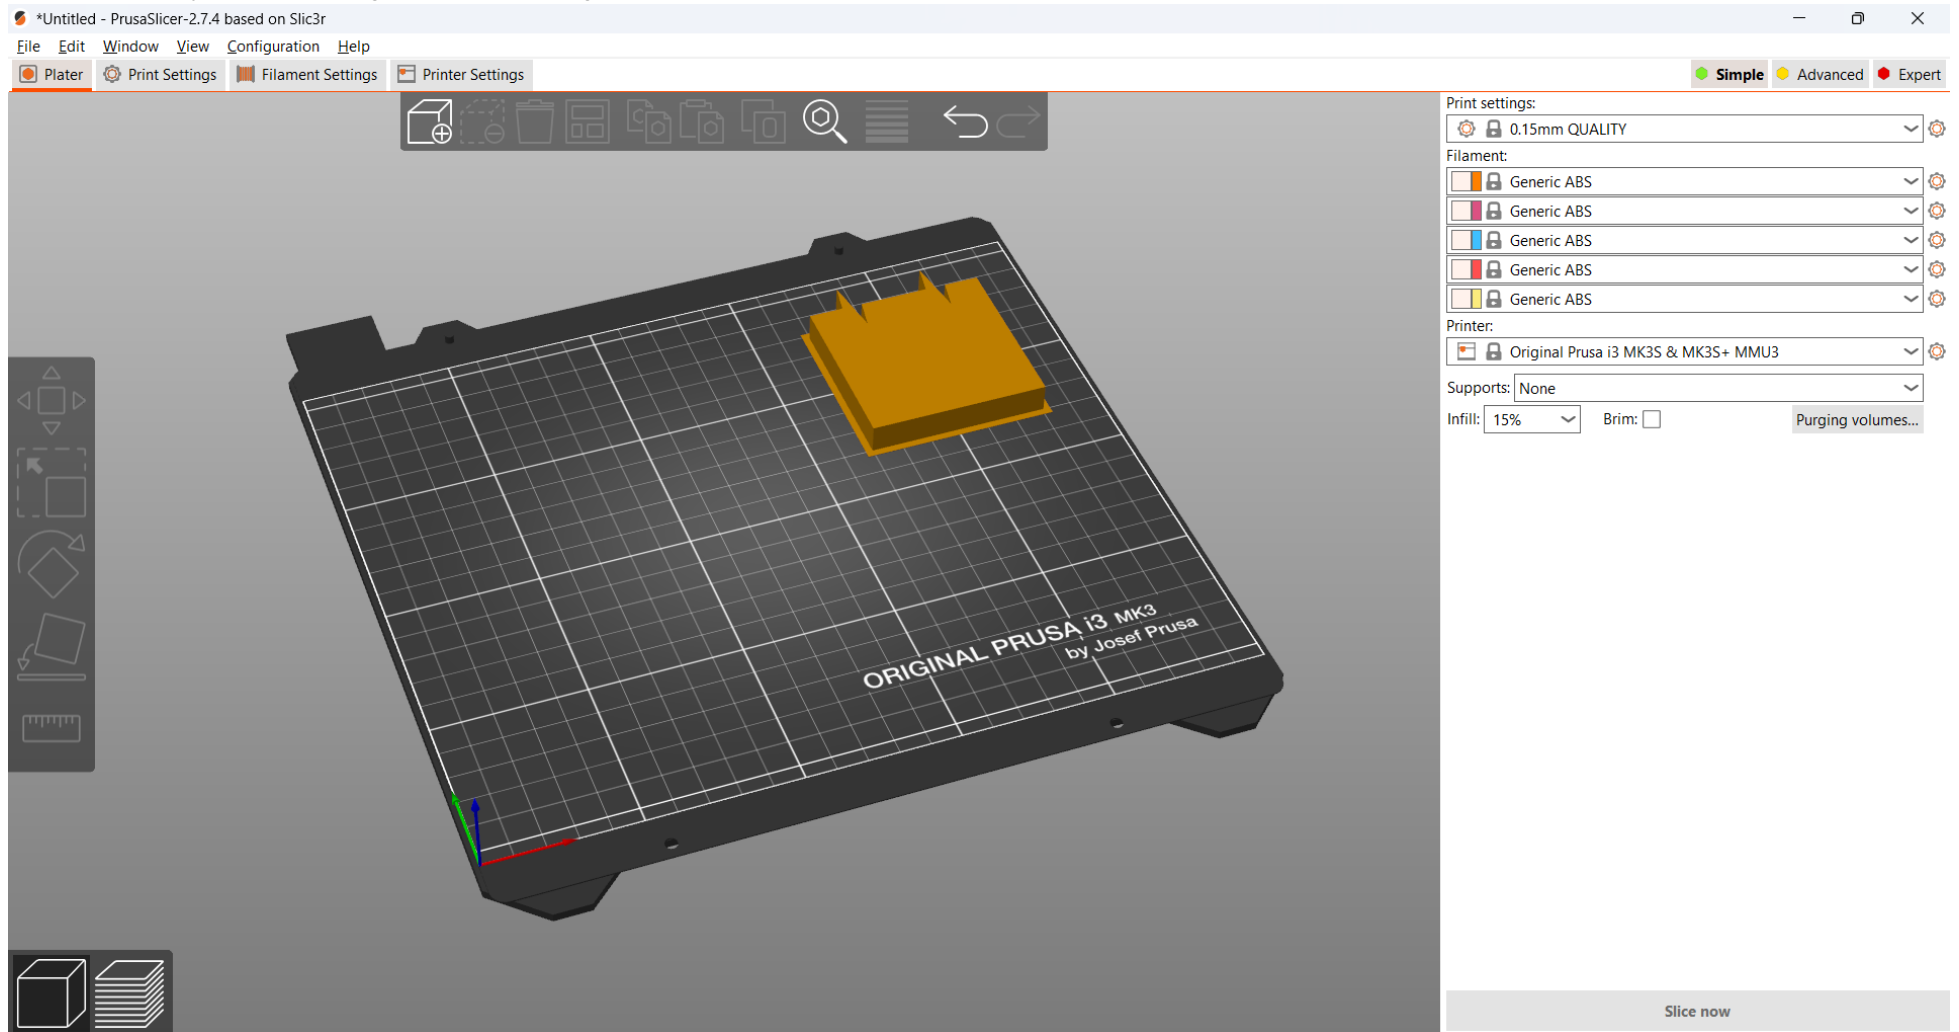 *Untitled - PrusaSlicer-2.7.4 based on Slic3r
File Edit Window View Configuration Help
Plater Print Settings Filament Settings Printer Settings Simple Advanced Expert
Print settings:
0.15mm QUALITY
Filament:
Generic ABS
Generic ABS
Generic ABS
Generic ABS
Generic ABS
Printer:
Original Prusa i3 MK3S & MK3S+ MMU3
Supports: None
Infill: 15% Brim: Purging volumes...
ORIGINAL PRUSA i3 MK3
by Josef Prusa
Slice now